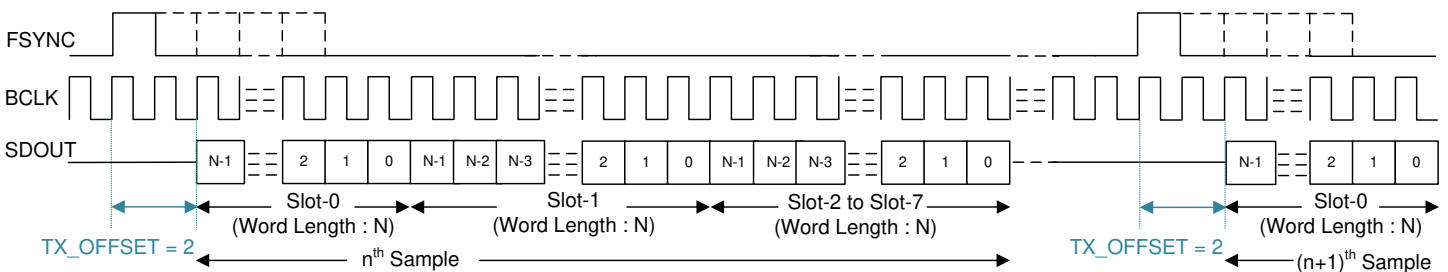 FSYNC
BCLK
SDOUT
N-1 2 1 0 N-1 N-2 N-3 2 1 0 N-1 N-2 N-3 2 1 0 N-1 2 1 0
Slot-0 Slot-1 Slot-2 to Slot-7 Slot-0
(Word Length : N) (Word Length : N) (Word Length : N) (Word Length : N)
TX_OFFSET = 2 nth Sample TX_OFFSET = 2 (n+1)th Sample